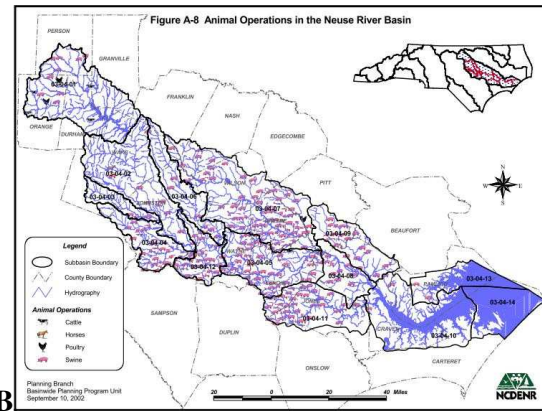 Figure A-8 Animal Operations in the Neuse River Basin
PERSON
GRANVILLE
FRANKLIN
NASH
EDGECOMBE
ORANGE
DURHAM
PITT
BEAUFORT
03-04-01
03-04-02
03-04-03
03-04-04
03-04-06
03-04-07
03-04-09
03-04-05
03-04-12
03-04-08
03-04-11
03-04-13
03-04-14
03-04-10
CRAVEN
SAMPSON
DUPLIN
ONSLOW
CARTERET
N
W
E
S
Legend
Subbasin Boundary
County Boundary
Hydrography
Animal Operations
Cattle
Horses
Poultry
Swine
Planning Branch
Basinwide Planning Program Unit
September 10, 2002
20 0 20 40 Miles
NCDENR
B